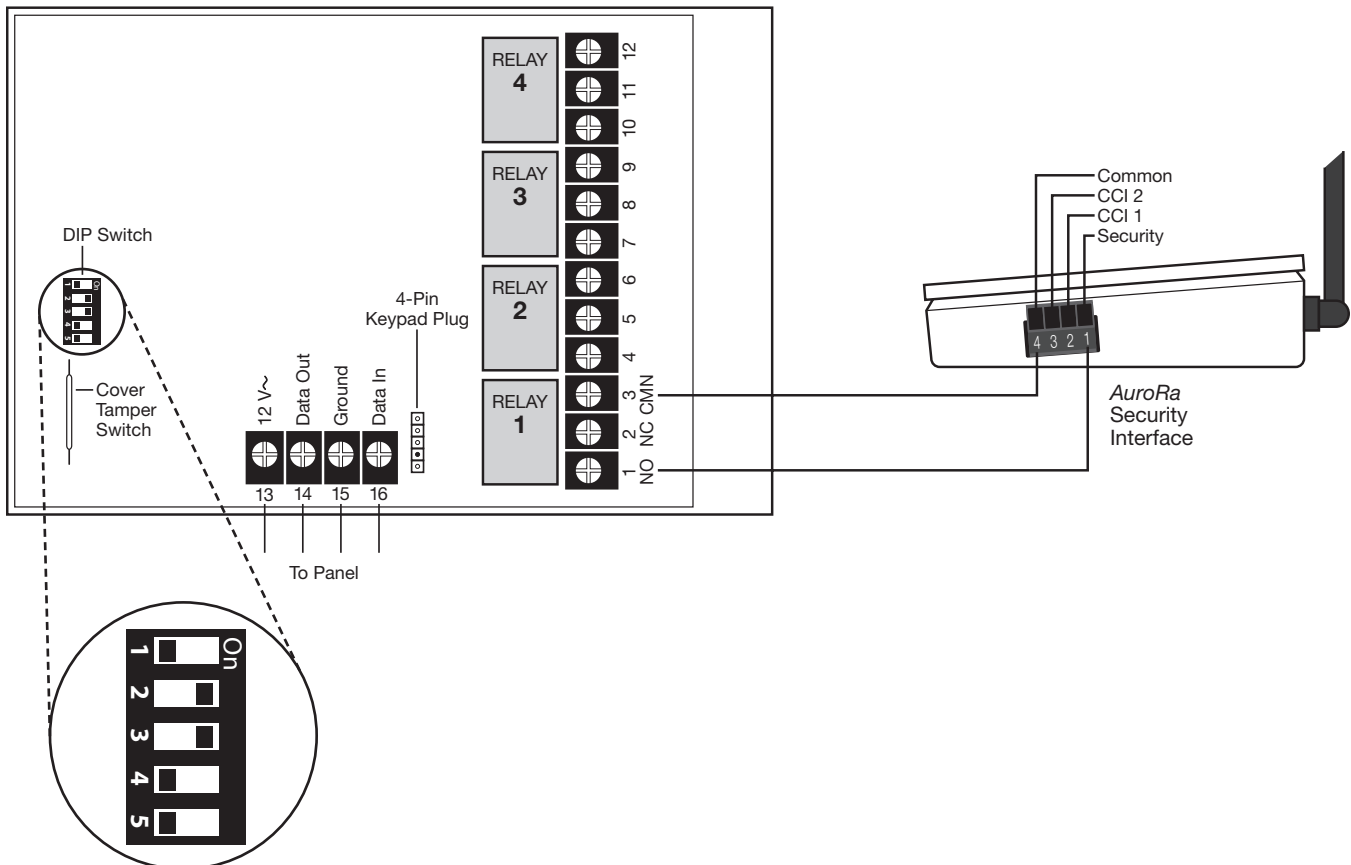 RELAY
4
12
11
10
RELAY
3
9
8
7
RELAY
2
6
5
4
RELAY
1
3 CMN
2 NC
1 NO
DIP Switch
On
1
2
3
4
5
Cover
Tamper
Switch
4-Pin
Keypad Plug
12 V~
Data Out
Ground
Data In
13
14
15
16
To Panel
Common
CCI 2
CCI 1
Security
4 3 2 1
AuroRa
Security
Interface
On
1
2
3
4
5